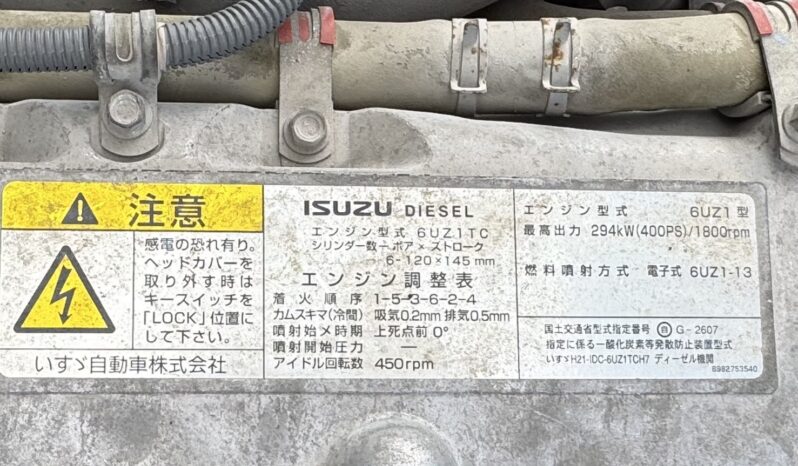 注意
感電の恐れ有り。
ヘッドカバーを
取り外す時は
キースイッチを
「LOCK」位置に
して下さい。
いすゞ自動車株式会社
ISUZU DIESEL
エンジン型式 6UZ1TC
シリンダー数－ボア × ストローク
6-120×145mm
エンジン調整表
着火順序 1-5-3-6-2-4
カムスキマ(冷間) 吸気0.2mm 排気0.5mm
噴射始メ時期 上死点前 0°
噴射開始圧力 —
アイドル回転数 450rpm
エンジン型式 6UZ1型
最高出力 294kW(400PS)/1800rpm
燃料噴射方式 電子式 6UZ1-13
国土交通省型式指定番号 自 G-2607
指定に係る一酸化炭素等発散防止装置型式
いすゞH21-IDC-6UZ1TCH7 ディーゼル機関
8982753540